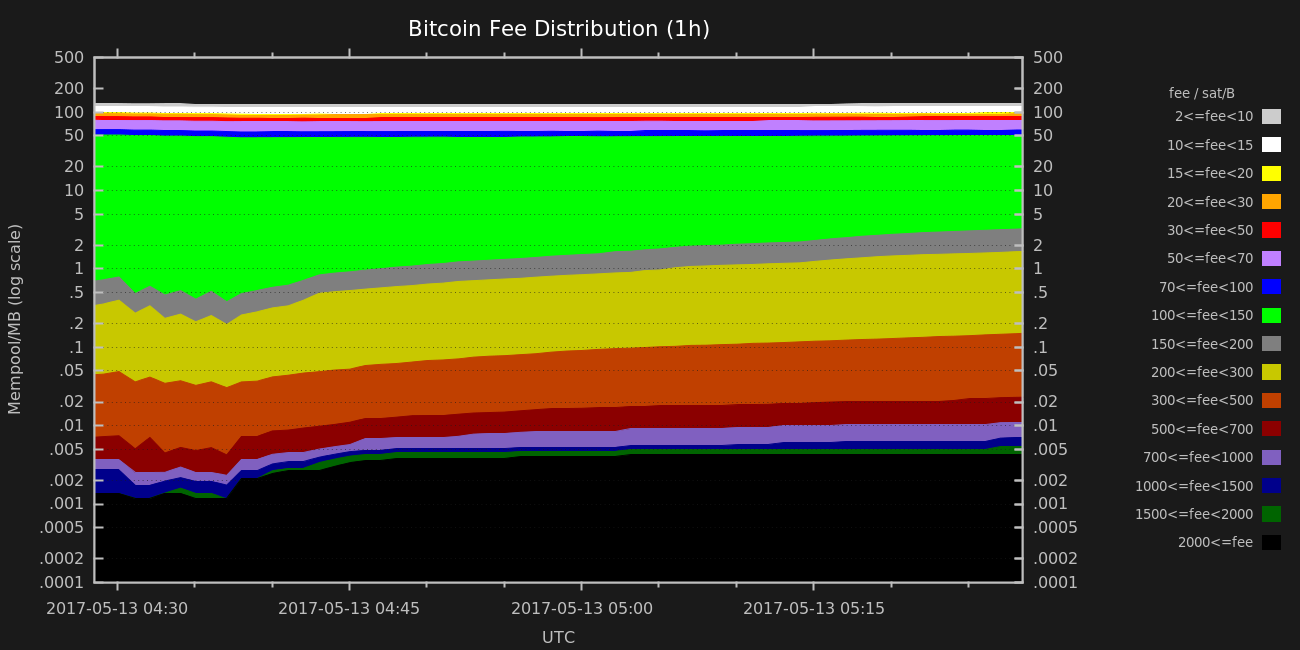 Bitcoin Fee Distribution (1h)
500
200
100
50
20
10
5
2
1
.5
.2
.1
.05
.02
.01
.005
.002
.001
.0005
.0002
.0001
Mempool/MB (log scale)
500
200
100
50
20
10
5
2
1
.5
.2
.1
.05
.02
.01
.005
.002
.001
.0005
.0002
.0001
2017-05-13 04:30
2017-05-13 04:45
2017-05-13 05:00
2017-05-13 05:15
UTC
fee / sat/B
2<=fee<10
10<=fee<15
15<=fee<20
20<=fee<30
30<=fee<50
50<=fee<70
70<=fee<100
100<=fee<150
150<=fee<200
200<=fee<300
300<=fee<500
500<=fee<700
700<=fee<1000
1000<=fee<1500
1500<=fee<2000
2000<=fee